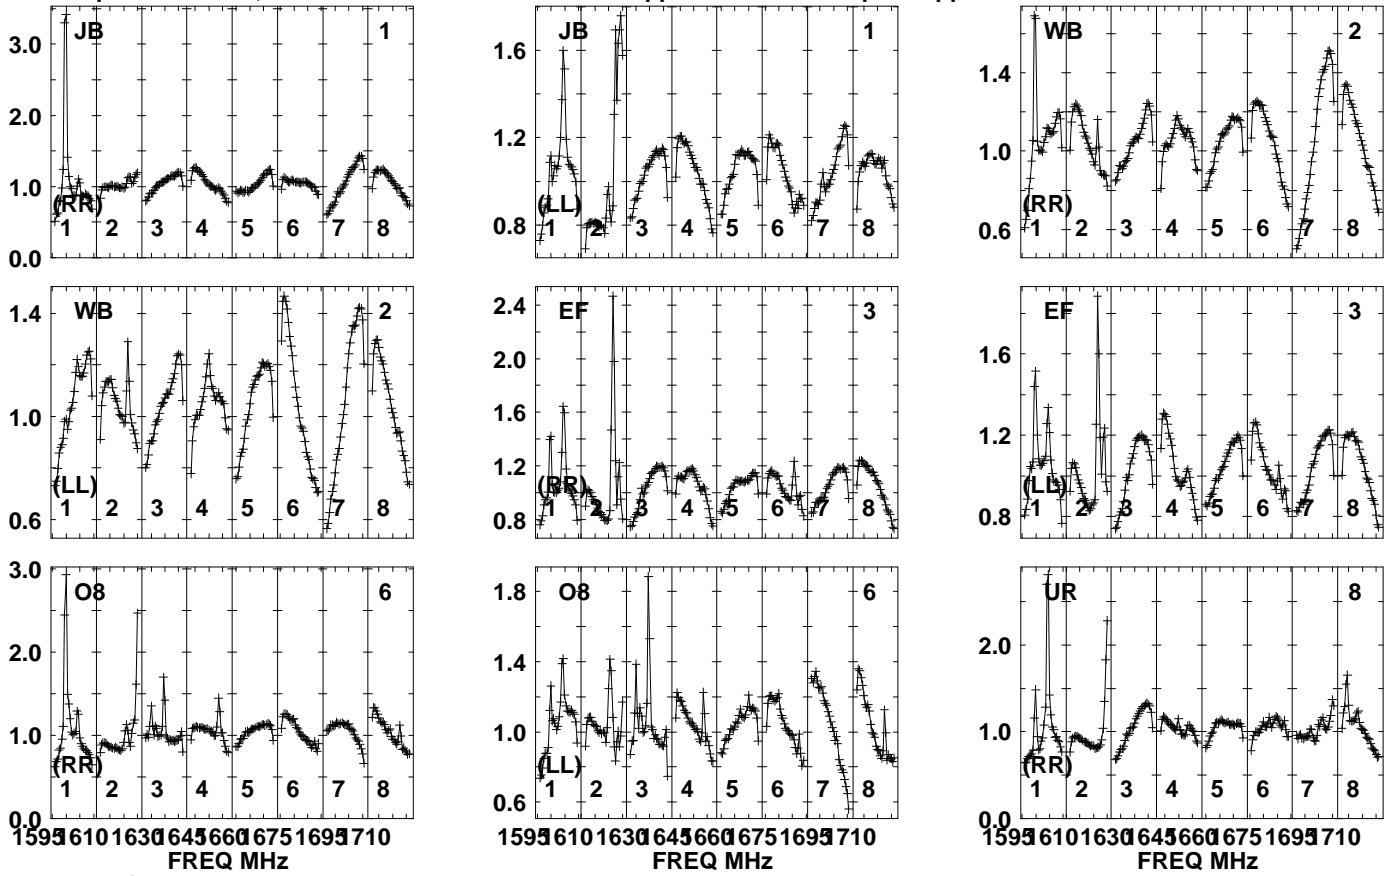 JB 1
3.0
2.0
1.0
0.0
(RR)
1 2 3 4 5 6 7 8
JB 1
1.6
1.2
0.8
(LL)
1 2 3 4 5 6 7 8
WB 2
1.4
1.0
0.6
(RR)
1 2 3 4 5 6 7 8
WB 2
1.4
1.0
0.6
(LL)
1 2 3 4 5 6 7 8
EF 3
2.4
2.0
1.6
1.2
0.8
(RR)
1 2 3 4 5 6 7 8
EF 3
1.6
1.2
0.8
(LL)
1 2 3 4 5 6 7 8
O8 6
3.0
2.0
1.0
0.0
(RR)
1 2 3 4 5 6 7 8
1595 1610 1630 1645 1660 1675 1695 1710
FREQ MHz
O8 6
1.8
1.4
1.0
0.6
(LL)
1 2 3 4 5 6 7 8
1595 1610 1630 1645 1660 1675 1695 1710
FREQ MHz
UR 8
2.0
1.0
0.0
(RR)
1 2 3 4 5 6 7 8
1595 1610 1630 1645 1660 1675 1695 1710
FREQ MHz